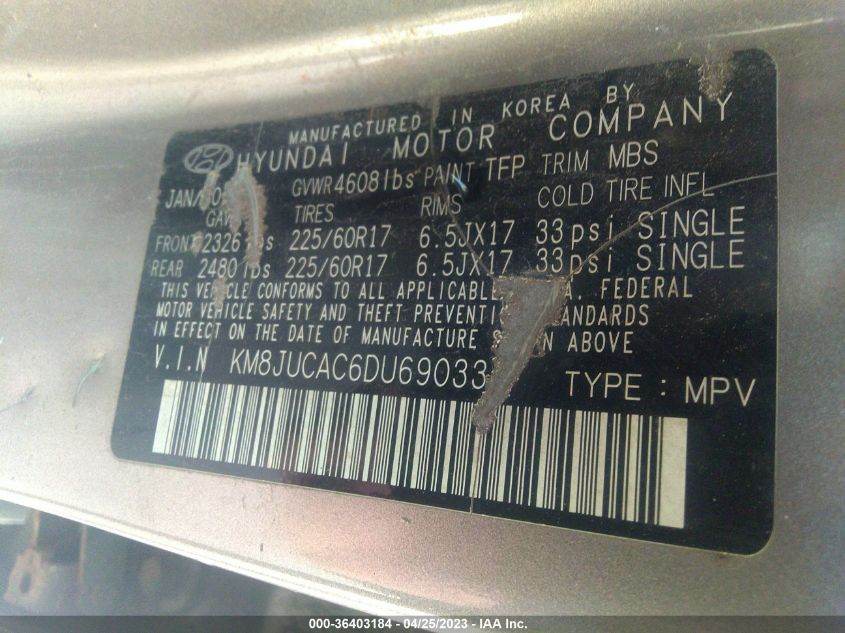 MANUFACTURED IN KOREA BY
HYUNDAI MOTOR COMPANY
GVWR 4608lbs PAINT TFP TRIM MBS
TIRES RIMS COLD TIRE INFL
FRONT 2326 lbs 225/60R17 6.5JX17 33psi SINGLE
REAR 2480 lbs 225/60R17 6.5JX17 33psi SINGLE
THIS VEHICLE CONFORMS TO ALL APPLICABLE FEDERAL
MOTOR VEHICLE SAFETY AND THEFT PREVENTION STANDARDS
IN EFFECT ON THE DATE OF MANUFACTURE SHOWN ABOVE
V.I.N KM8JUCAC6DU69033
TYPE : MPV
000-36403184 - 04/25/2023 - IAA Inc.